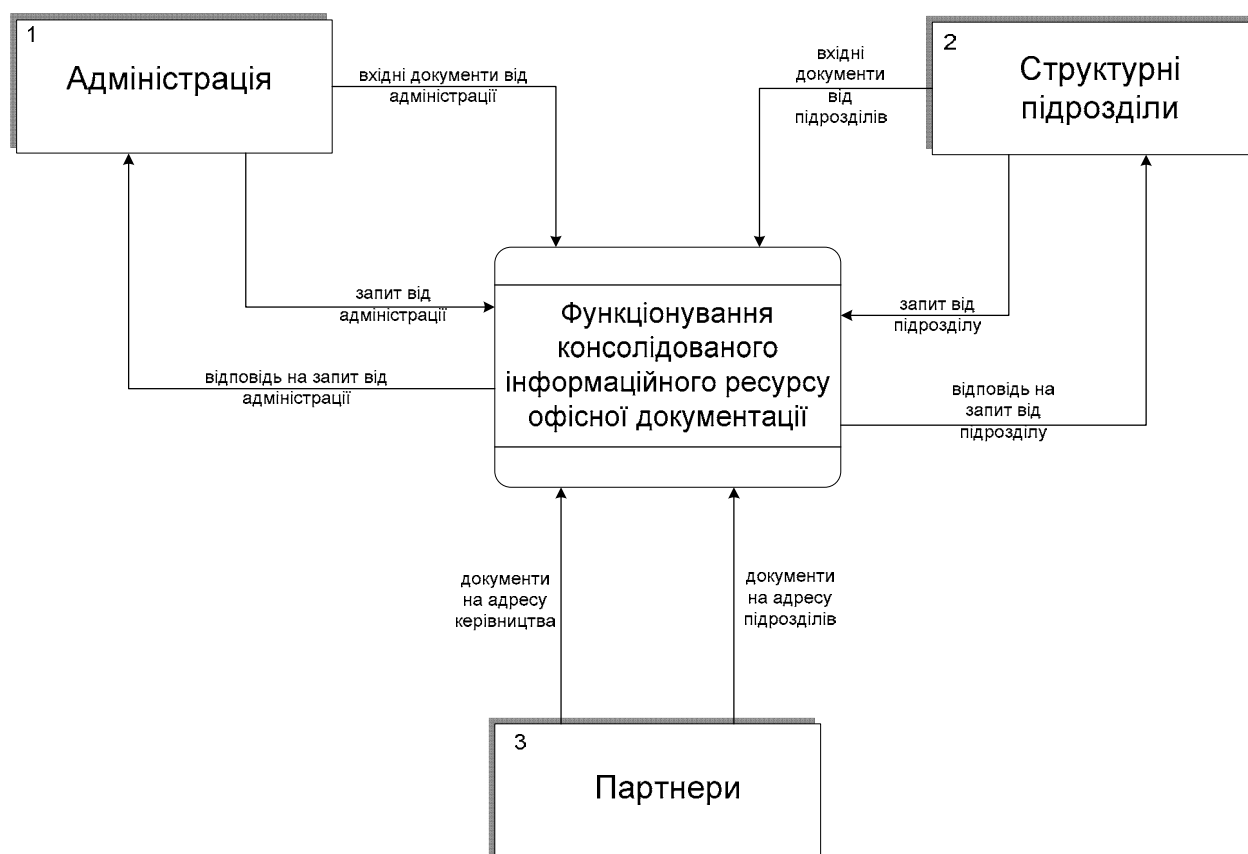 1
Адміністрація
вхідні документи від
адміністрації
вхідні
документи
від
підрозділів
2
Структурні
підрозділи
запит від
адміністрації
Функціонування
консолідованого
інформаційного ресурсу
офісної документації
запит від
підрозділу
відповідь на запит від
адміністрації
відповідь на
запит від
підрозділу
документи
на адресу
керівництва
документи
на адресу
підрозділів
3
Партнери